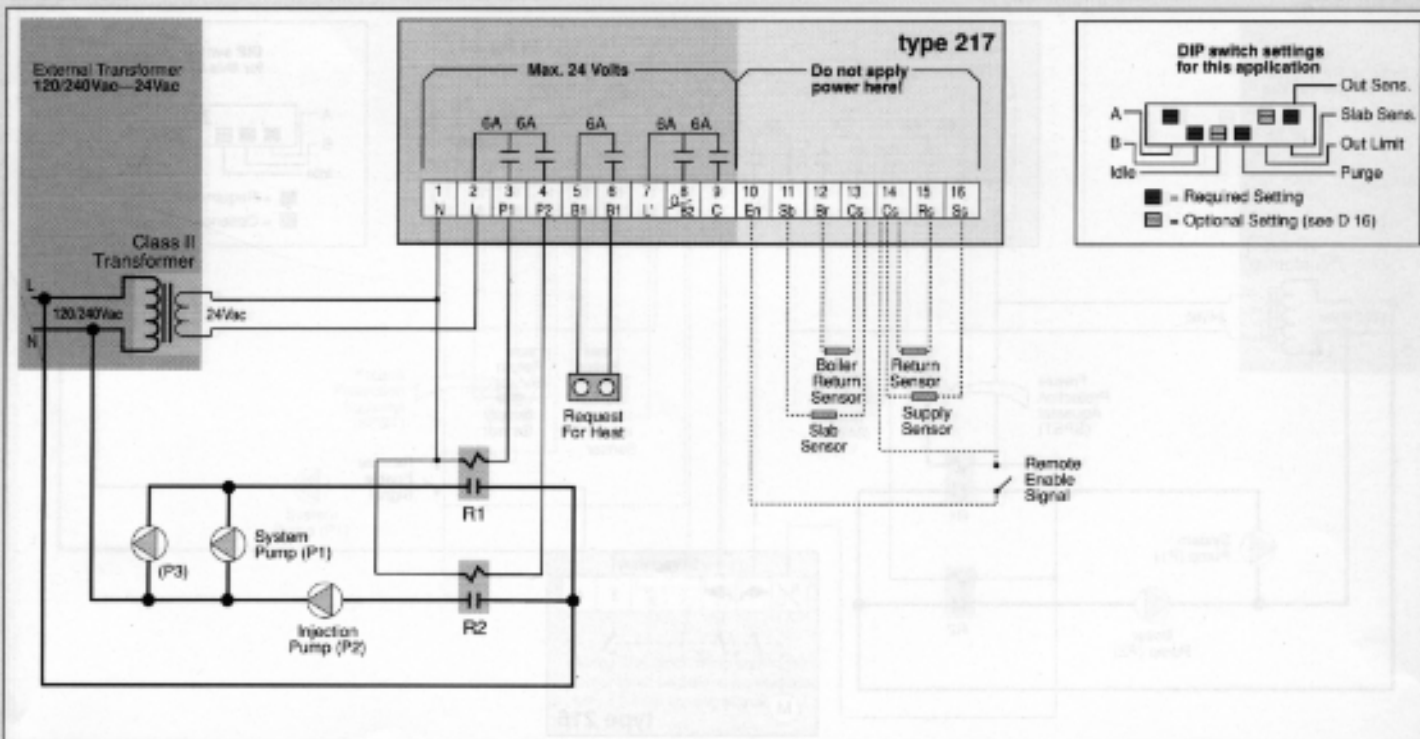 External Transformer
120/240Vac—24Vac
Class II
Transformer
L
120/240Vac
N
24Vac
type 217
Max. 24 Volts
Do not apply
power here!
6A 6A 6A 6A 6A
1 2 3 4 5 6 7 8 9 10 11 12 13 14 15 16
N L P1 P2 B1 B1 C En Sb Br Cs Cs Rs Ss
Request
For Heat
Boiler
Return
Sensor
Return
Sensor
Slab
Sensor
Supply
Sensor
Remote
Enable
Signal
R1
System
Pump (P1)
(P3)
R2
Injection
Pump (P2)
DIP switch settings
for this application
Out Sens.
A
Slab Sens.
B
Out Limit
Idle
Purge
= Required Setting
= Optional Setting (see D 16)